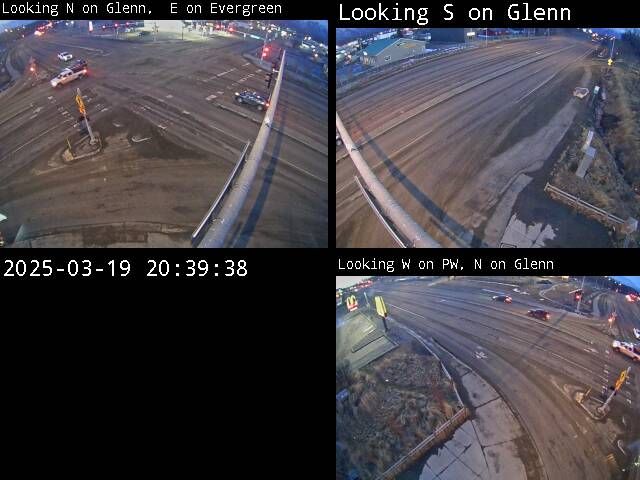 Looking N on Glenn,  E on Evergreen
Looking S on Glenn
2025-03-19 20:39:38
Looking W on PW, N on Glenn